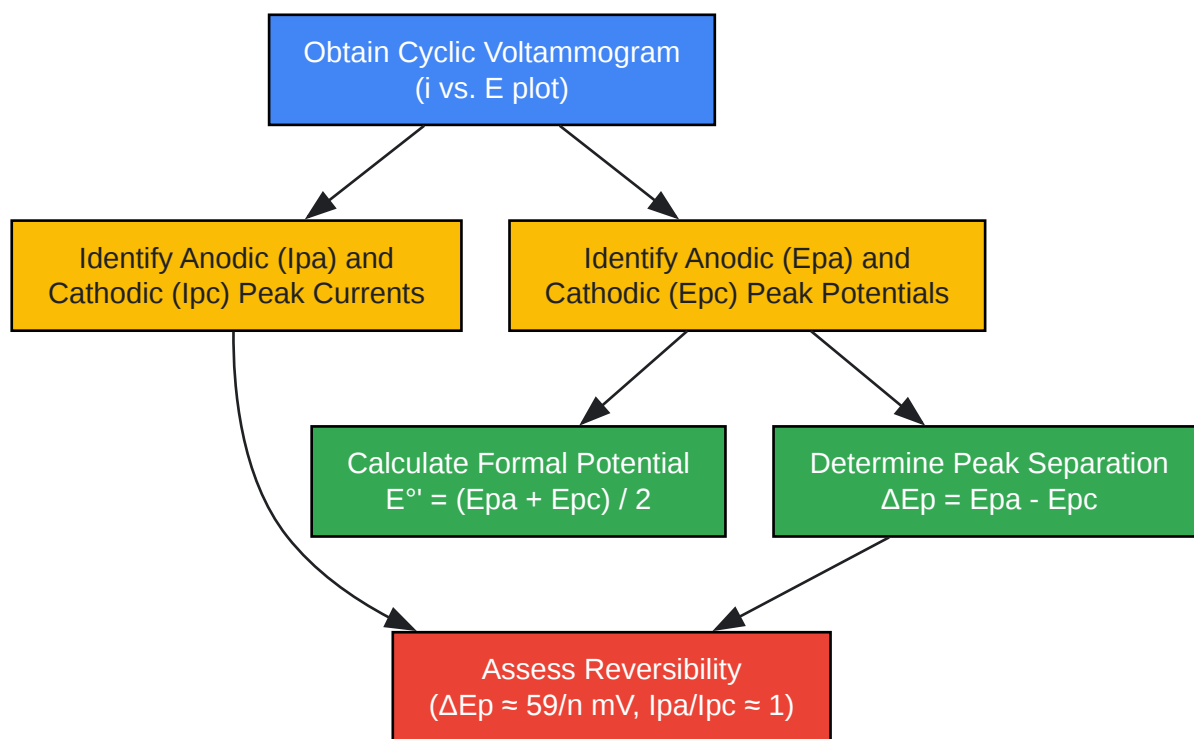 Obtain Cyclic Voltammogram
(i vs. E plot)
Identify Anodic (Ipa) and
Cathodic (Ipc) Peak Currents
Identify Anodic (Epa) and
Cathodic (Epc) Peak Potentials
Calculate Formal Potential
E°' = (Epa + Epc) / 2
Determine Peak Separation
ΔEp = Epa - Epc
Assess Reversibility
(ΔEp ≈ 59/n mV, Ipa/Ipc ≈ 1)